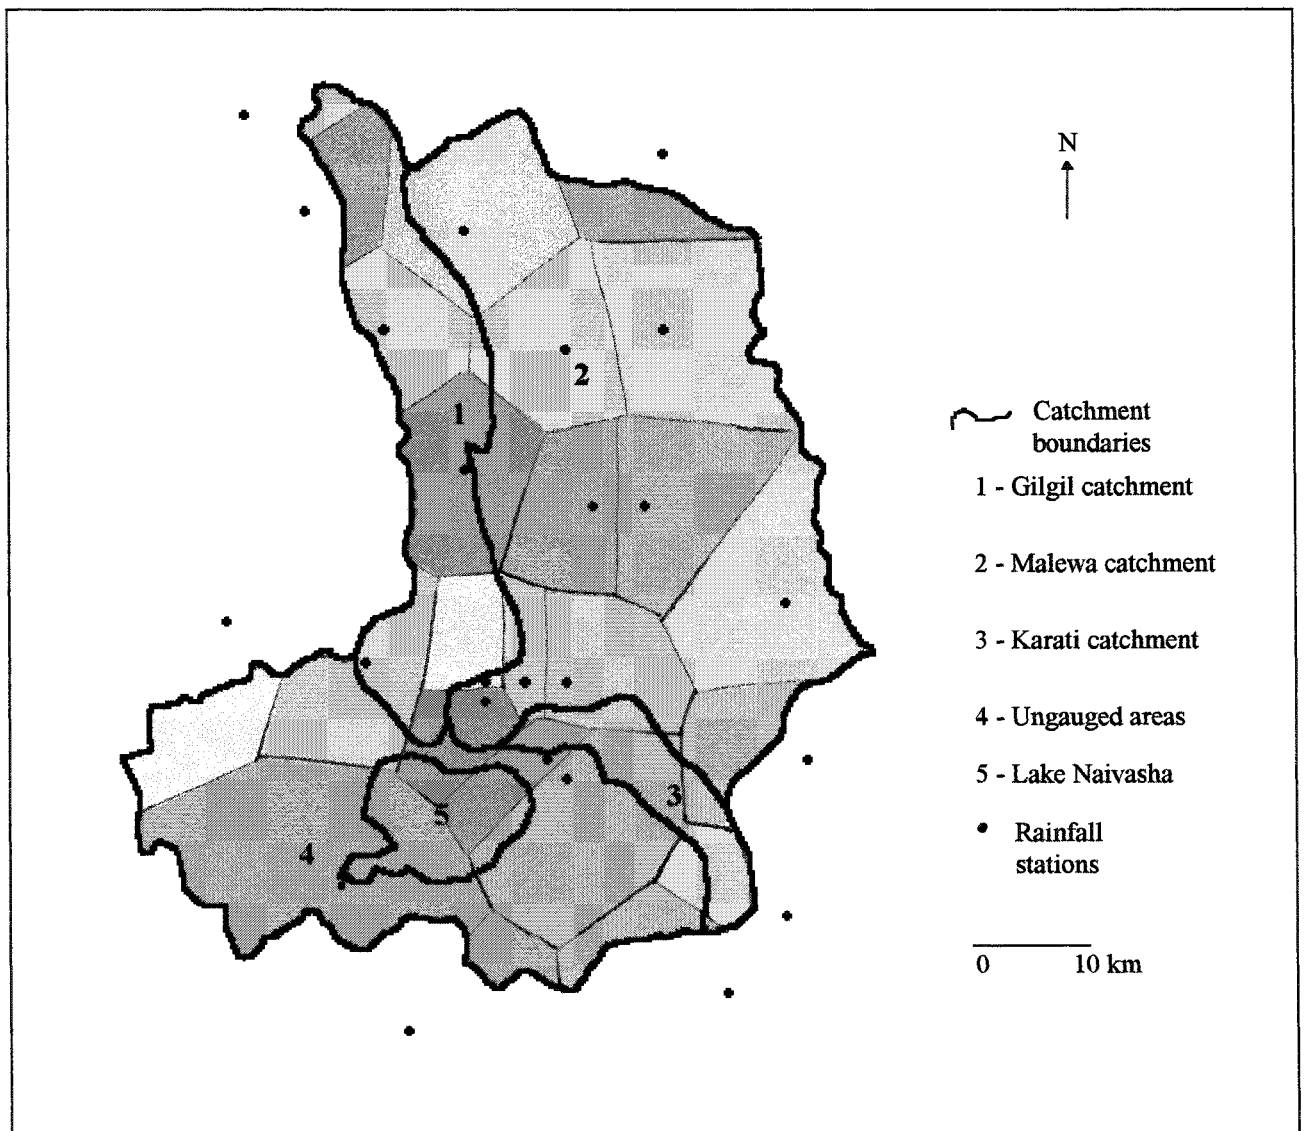 N
2
1
Catchment
boundaries
1 - Gilgil catchment
2 - Malewa catchment
3 - Karati catchment
4 - Ungauged areas
5 - Lake Naivasha
Rainfall
stations
3
5
4
0 10 km